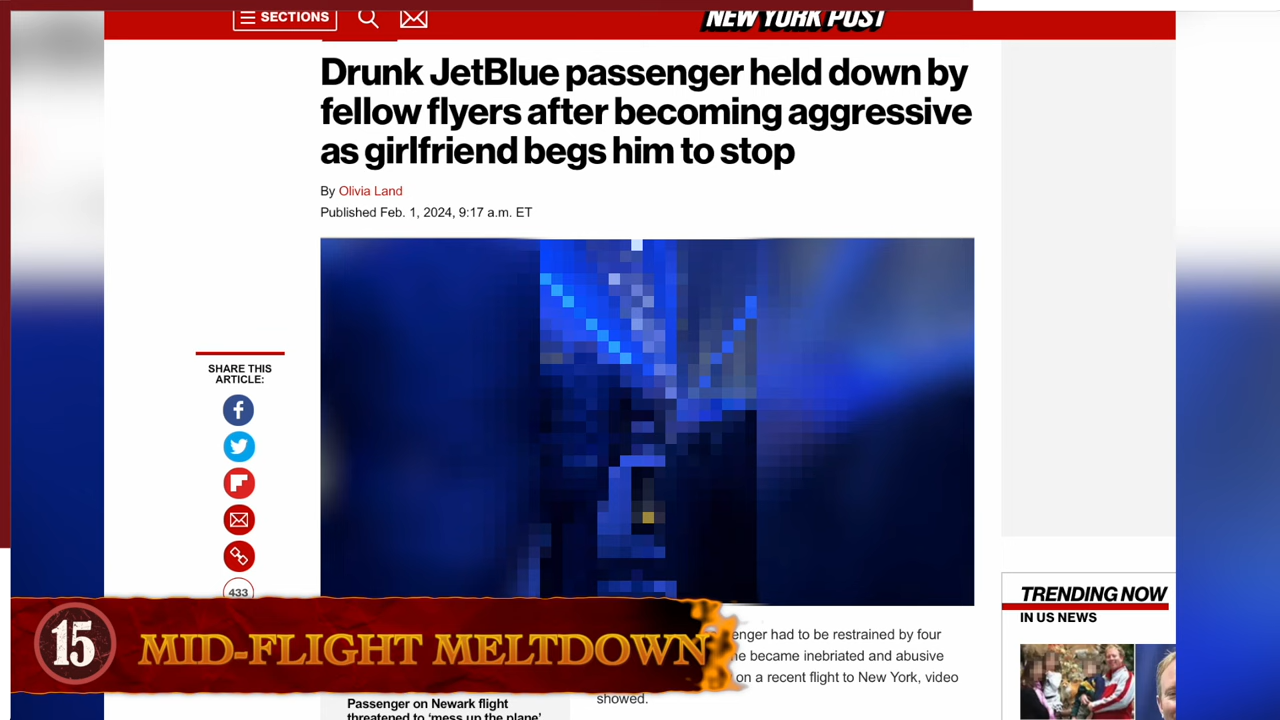 SECTIONS
NEW YORK POST
Drunk JetBlue passenger held down by
fellow flyers after becoming aggressive
as girlfriend begs him to stop
By Olivia Land
Published Feb. 1, 2024, 9:17 a.m. ET
SHARE THIS
ARTICLE:
433
15
MID-FLIGHT MELTDOWN
had to be restrained by four
became inebriated and abusive
on a recent flight to New York, video
showed.
Passenger on Newark flight
threatened to 'mess up the plane'
TRENDING NOW
IN US NEWS